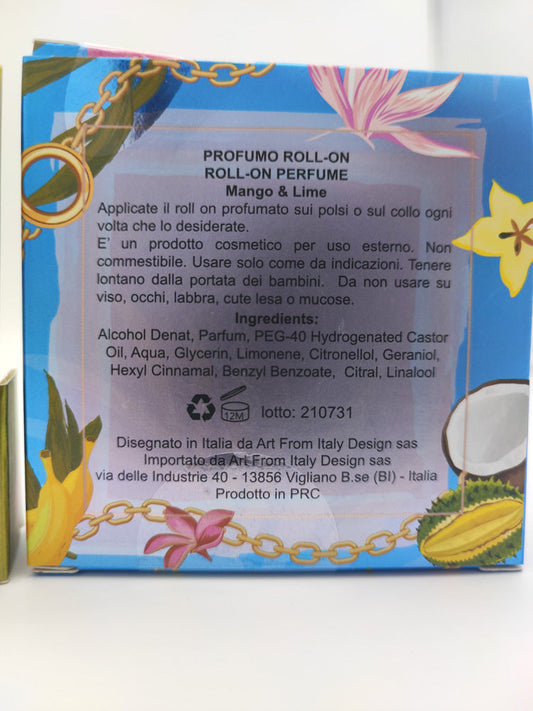 PROFUMO ROLL-ON
ROLL-ON PERFUME
Mango & Lime
Applicate il roll on profumato sui polsi o sul collo ogni
volta che lo desiderate.
E' un prodotto cosmetico per uso esterno. Non
commestibile. Usare solo come da indicazioni. Tenere
lontano dalla portata dei bambini. Da non usare su
viso, occhi, labbra, cute lesa o mucose.
Ingredients:
Alcohol Denat, Parfum, PEG-40 Hydrogenated Castor
Oil, Aqua, Glycerin, Limonene, Citronellol, Geraniol,
Hexyl Cinnamal, Benzyl Benzoate, Citral, Linalool
12M lotto: 210731
Disegnato in Italia da Art From Italy Design sas
Importato da Art From Italy Design sas
via delle Industrie 40 - 13856 Vigliano B.se (BI) - Italia
Prodotto in PRC